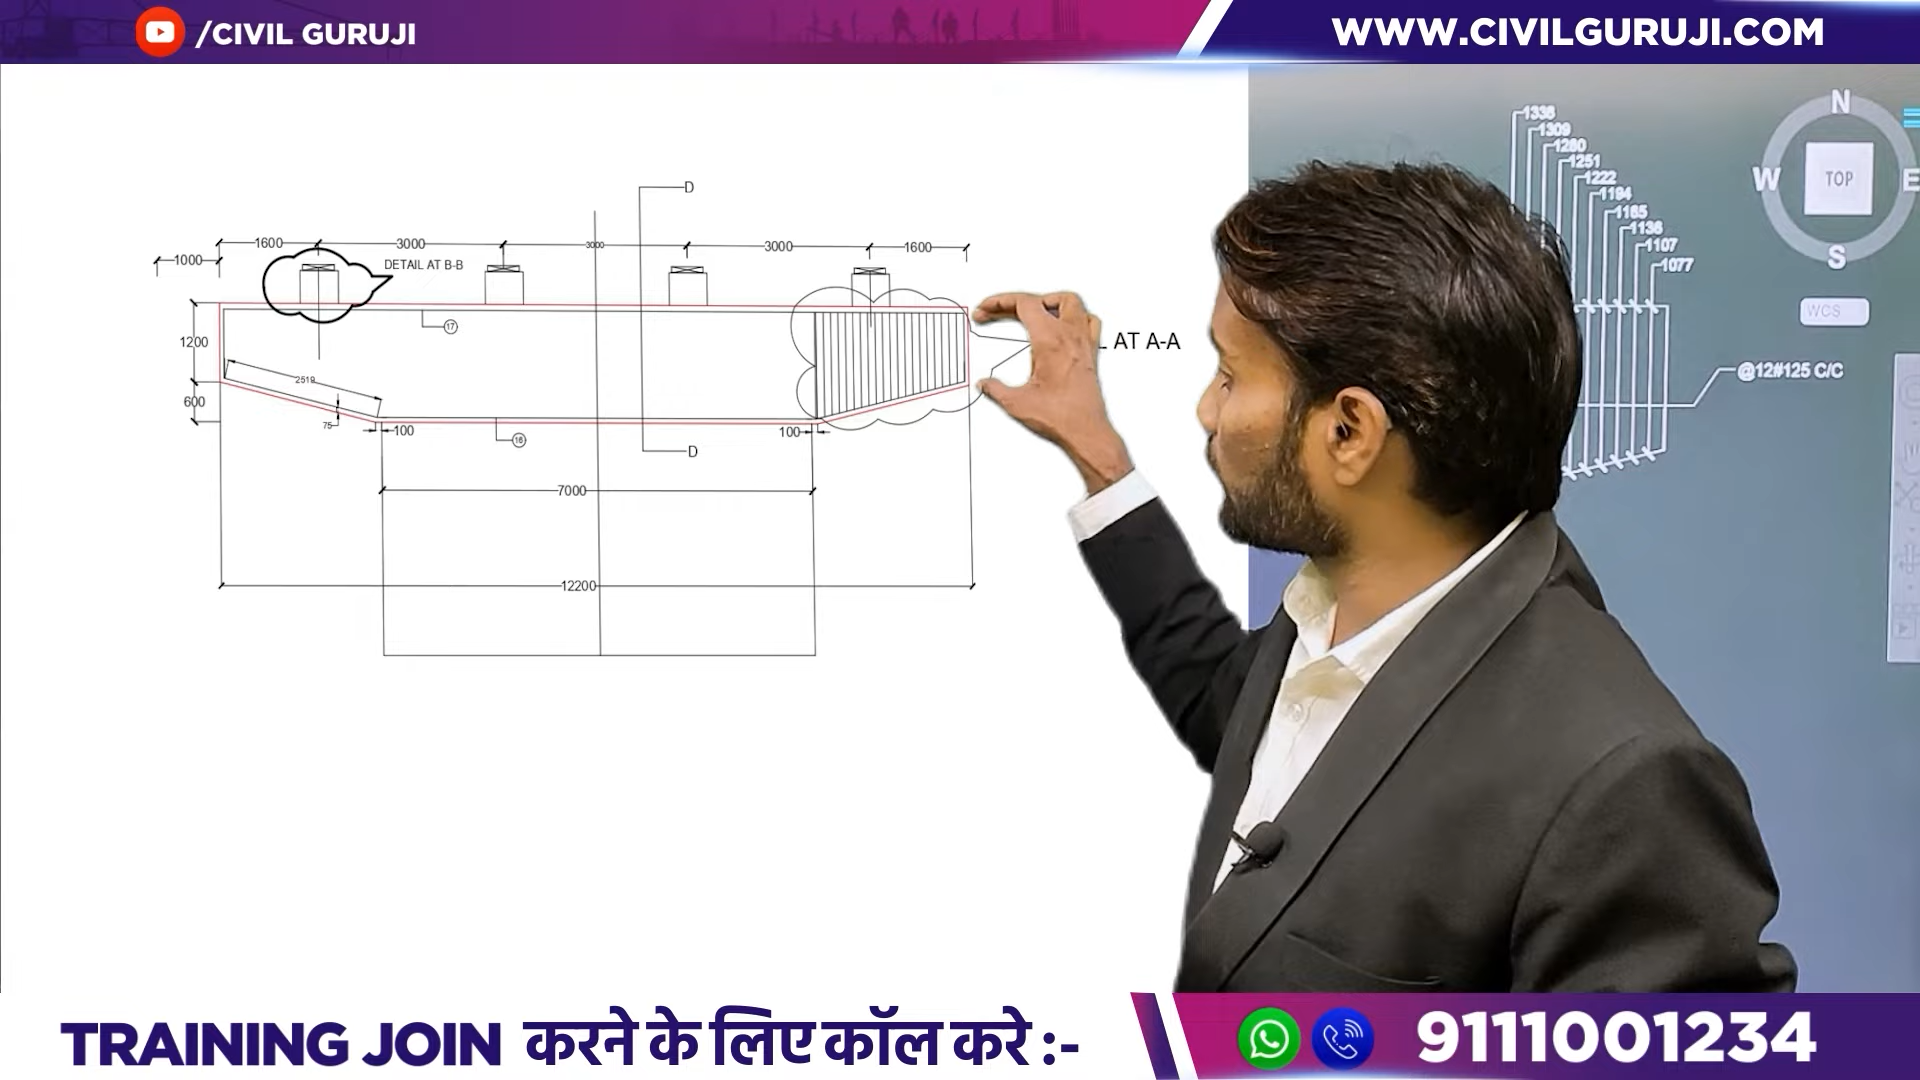 /CIVIL GURUJI
WWW.CIVILGURUJI.COM
1338
1309
1280
1251
1222
1194
1165
1136
1107
1077
N
W
TOP
E
S
WCS
D
1600
3000
3000
3000
1600
1000
DETAIL AT B-B
17
1200
AT A-A
@12#125 C/C
2519
600
75
100
16
100
D
7000
12200
TRAINING JOIN करने के लिए कॉल करे :-
9111001234